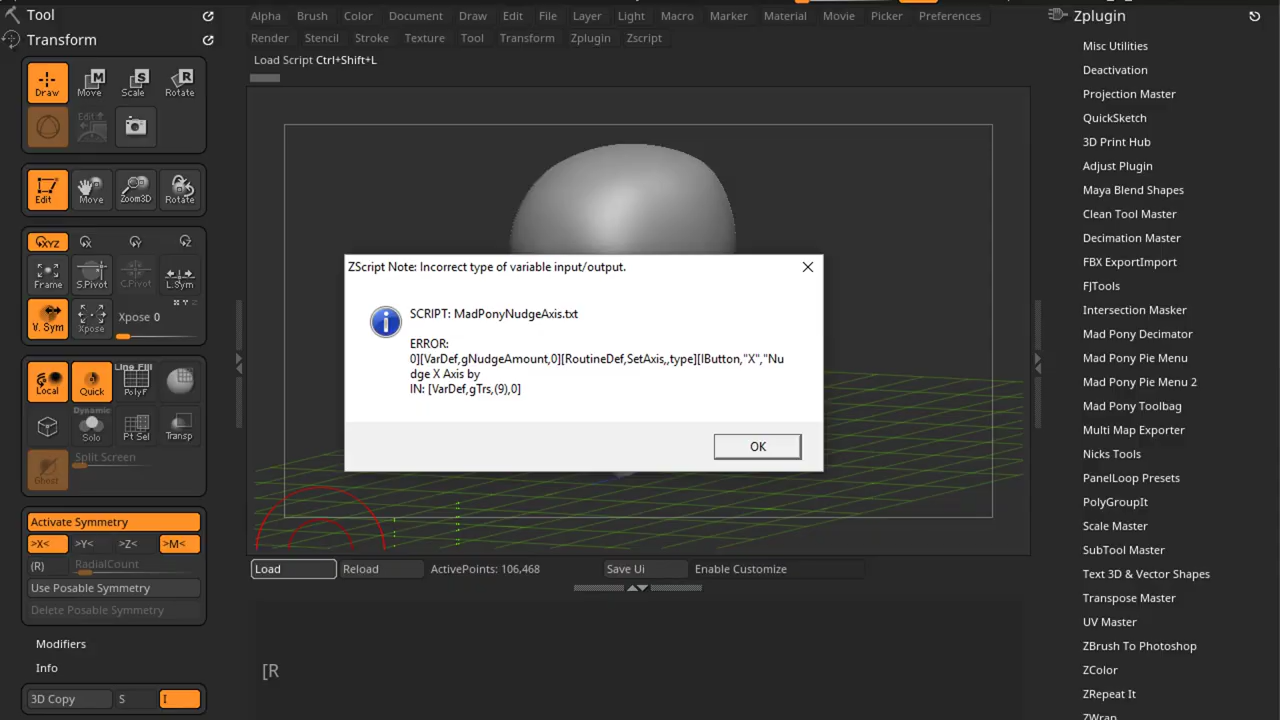 Tool
Transform
Draw
Move
Scale
Rotate
Edit
Edit
Move
Zoom3D
Rotate
XYZ
X
Y
Z
Frame
S.Pivot
C.Pivot
L.Sym
V. Sym
Xpose
Xpose 0
X Y Z
Local
Quick
Line Fill
PolyF
Dynamic
Solo
Pt Sel
Transp
Ghost
Split Screen
Activate Symmetry
>X<
>Y<
>Z<
>M<
(R)
RadialCount
Use Posable Symmetry
Delete Posable Symmetry
Modifiers
Info
3D Copy
S
I
Alpha Brush Color Document Draw Edit File Layer Light Macro Marker Material Movie Picker Preferences
Render Stencil Stroke Texture Tool Transform Zplugin Zscript
Load Script Ctrl+Shift+L
ZScript Note: Incorrect type of variable input/output.
SCRIPT: MadPonyNudgeAxis.txt
ERROR:
0][VarDef,gNudgeAmount,0][RoutineDef,SetAxis,,type][IButton,"X","Nu
dge X Axis by
IN: [VarDef,gTrs,(9),0]
OK
Load
Reload
ActivePoints: 106,468
Save Ui
Enable Customize
[R
Zplugin
Misc Utilities
Deactivation
Projection Master
QuickSketch
3D Print Hub
Adjust Plugin
Maya Blend Shapes
Clean Tool Master
Decimation Master
FBX ExportImport
FJTools
Intersection Master
Mad Pony Decimator
Mad Pony Pie Menu
Mad Pony Pie Menu 2
Mad Pony Toolbag
Multi Map Exporter
Nicks Tools
PanelLoop Presets
PolyGroupIt
Scale Master
SubTool Master
Text 3D & Vector Shapes
Transpose Master
UV Master
ZBrush To Photoshop
ZColor
ZRepeat It
ZWrap